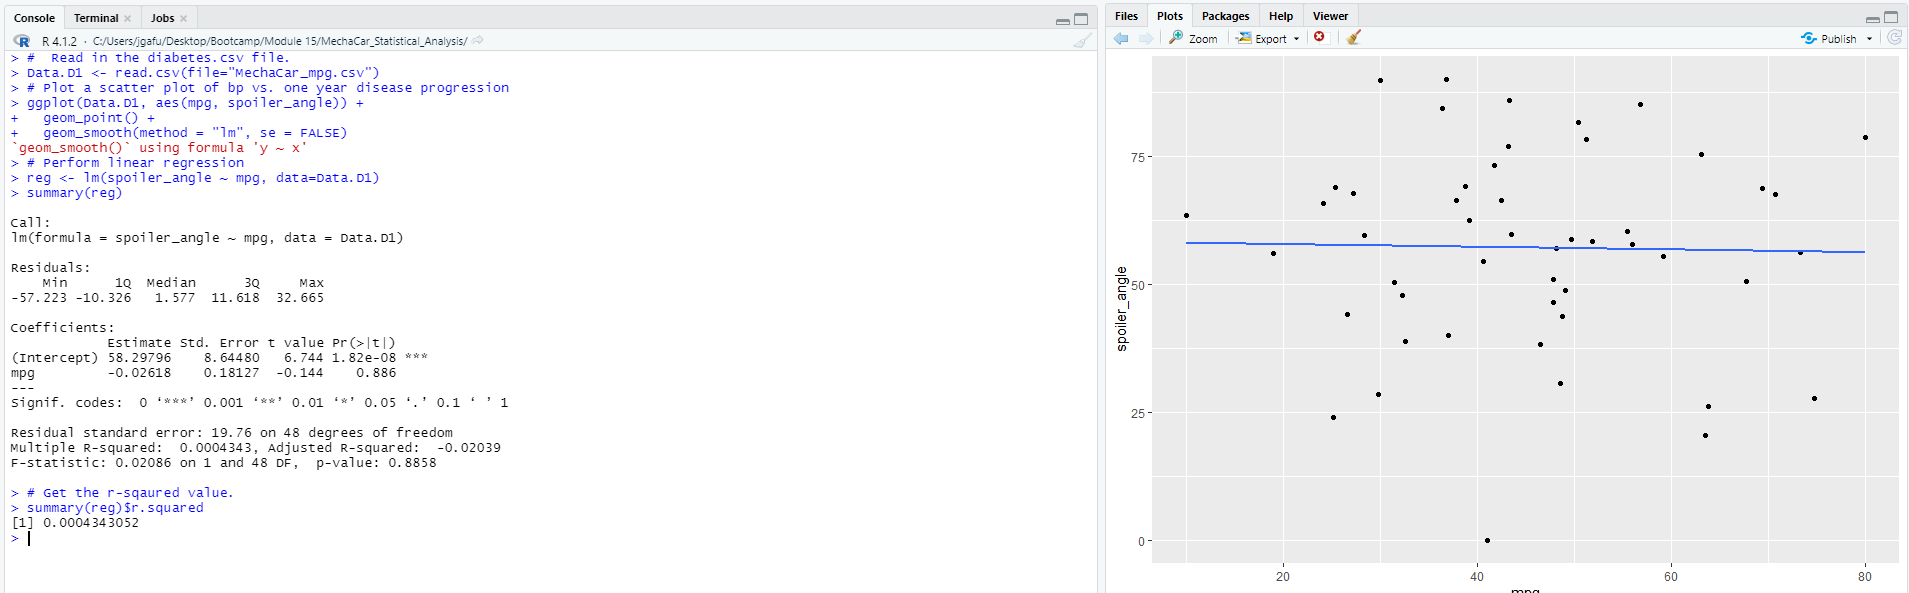 Console Terminal Jobs
R 4.1.2 · C:/Users/jgafu/Desktop/Bootcamp/Module 15/MechaCar_Statistical_Analysis/
> #  Read in the diabetes.csv file.
> Data.D1 <- read.csv(file="MechaCar_mpg.csv")
> # Plot a scatter plot of bp vs. one year disease progression
> ggplot(Data.D1, aes(mpg, spoiler_angle)) +
+   geom_point() +
+   geom_smooth(method = "lm", se = FALSE)
`geom_smooth()` using formula 'y ~ x'
> # Perform linear regression
> reg <- lm(spoiler_angle ~ mpg, data=Data.D1)
> summary(reg)
Call:
lm(formula = spoiler_angle ~ mpg, data = Data.D1)
Residuals:
    Min      1Q  Median      3Q     Max
-57.223 -10.326   1.577  11.618  32.665
Coefficients:
            Estimate Std. Error t value Pr(>|t|)
(Intercept) 58.29796    8.64480   6.744 1.82e-08 ***
mpg         -0.02618    0.18127  -0.144    0.886
---
Signif. codes:  0 ‘***’ 0.001 ‘**’ 0.01 ‘*’ 0.05 ‘.’ 0.1 ‘ ’ 1
Residual standard error: 19.76 on 48 degrees of freedom
Multiple R-squared:  0.0004343, Adjusted R-squared:  -0.02039
F-statistic: 0.02086 on 1 and 48 DF,  p-value: 0.8858
> # Get the r-sqaured value.
> summary(reg)$r.squared
[1] 0.0004343052
>
Files Plots Packages Help Viewer
Zoom Export Publish
spoiler_angle
75
50
25
0
20 40 60 80
mpg